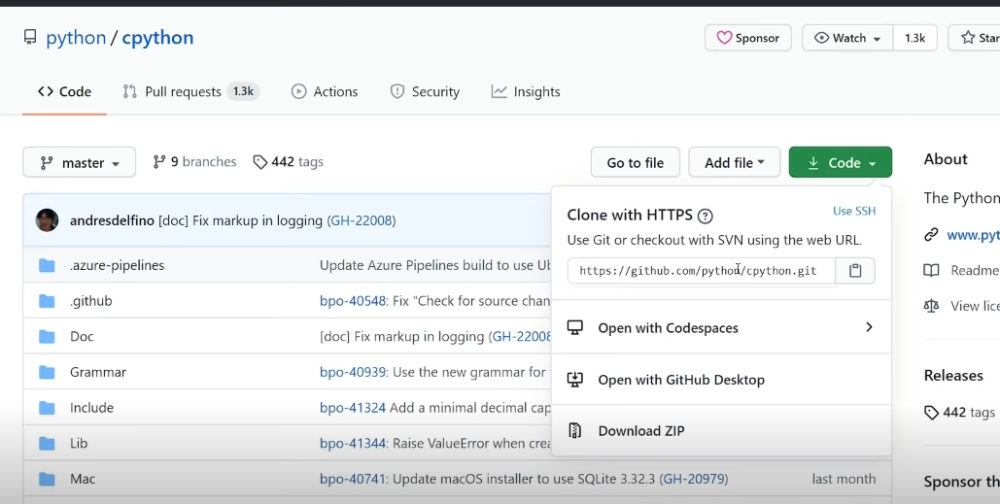 python / cpython
Sponsor
Watch
1.3k
Star
Code
Pull requests 1.3k
Actions
Security
Insights
master
9 branches
442 tags
Go to file
Add file
Code
andresdelfino [doc] Fix markup in logging (GH-22008)
.azure-pipelines Update Azure Pipelines build to use Ub
.github bpo-40548: Fix "Check for source chan
Doc [doc] Fix markup in logging (GH-22008
Grammar bpo-40939: Use the new grammar for
Include bpo-41324 Add a minimal decimal cap
Lib bpo-41344: Raise ValueError when crea
Mac bpo-40741: Update macOS installer to use SQLite 3.32.3 (GH-20979) last month
Clone with HTTPS
Use SSH
Use Git or checkout with SVN using the web URL.
https://github.com/python/cpython.git
Open with Codespaces
Open with GitHub Desktop
Download ZIP
About
The Python
www.pyt
Readme
View lice
Releases
442 tags
Sponsor th